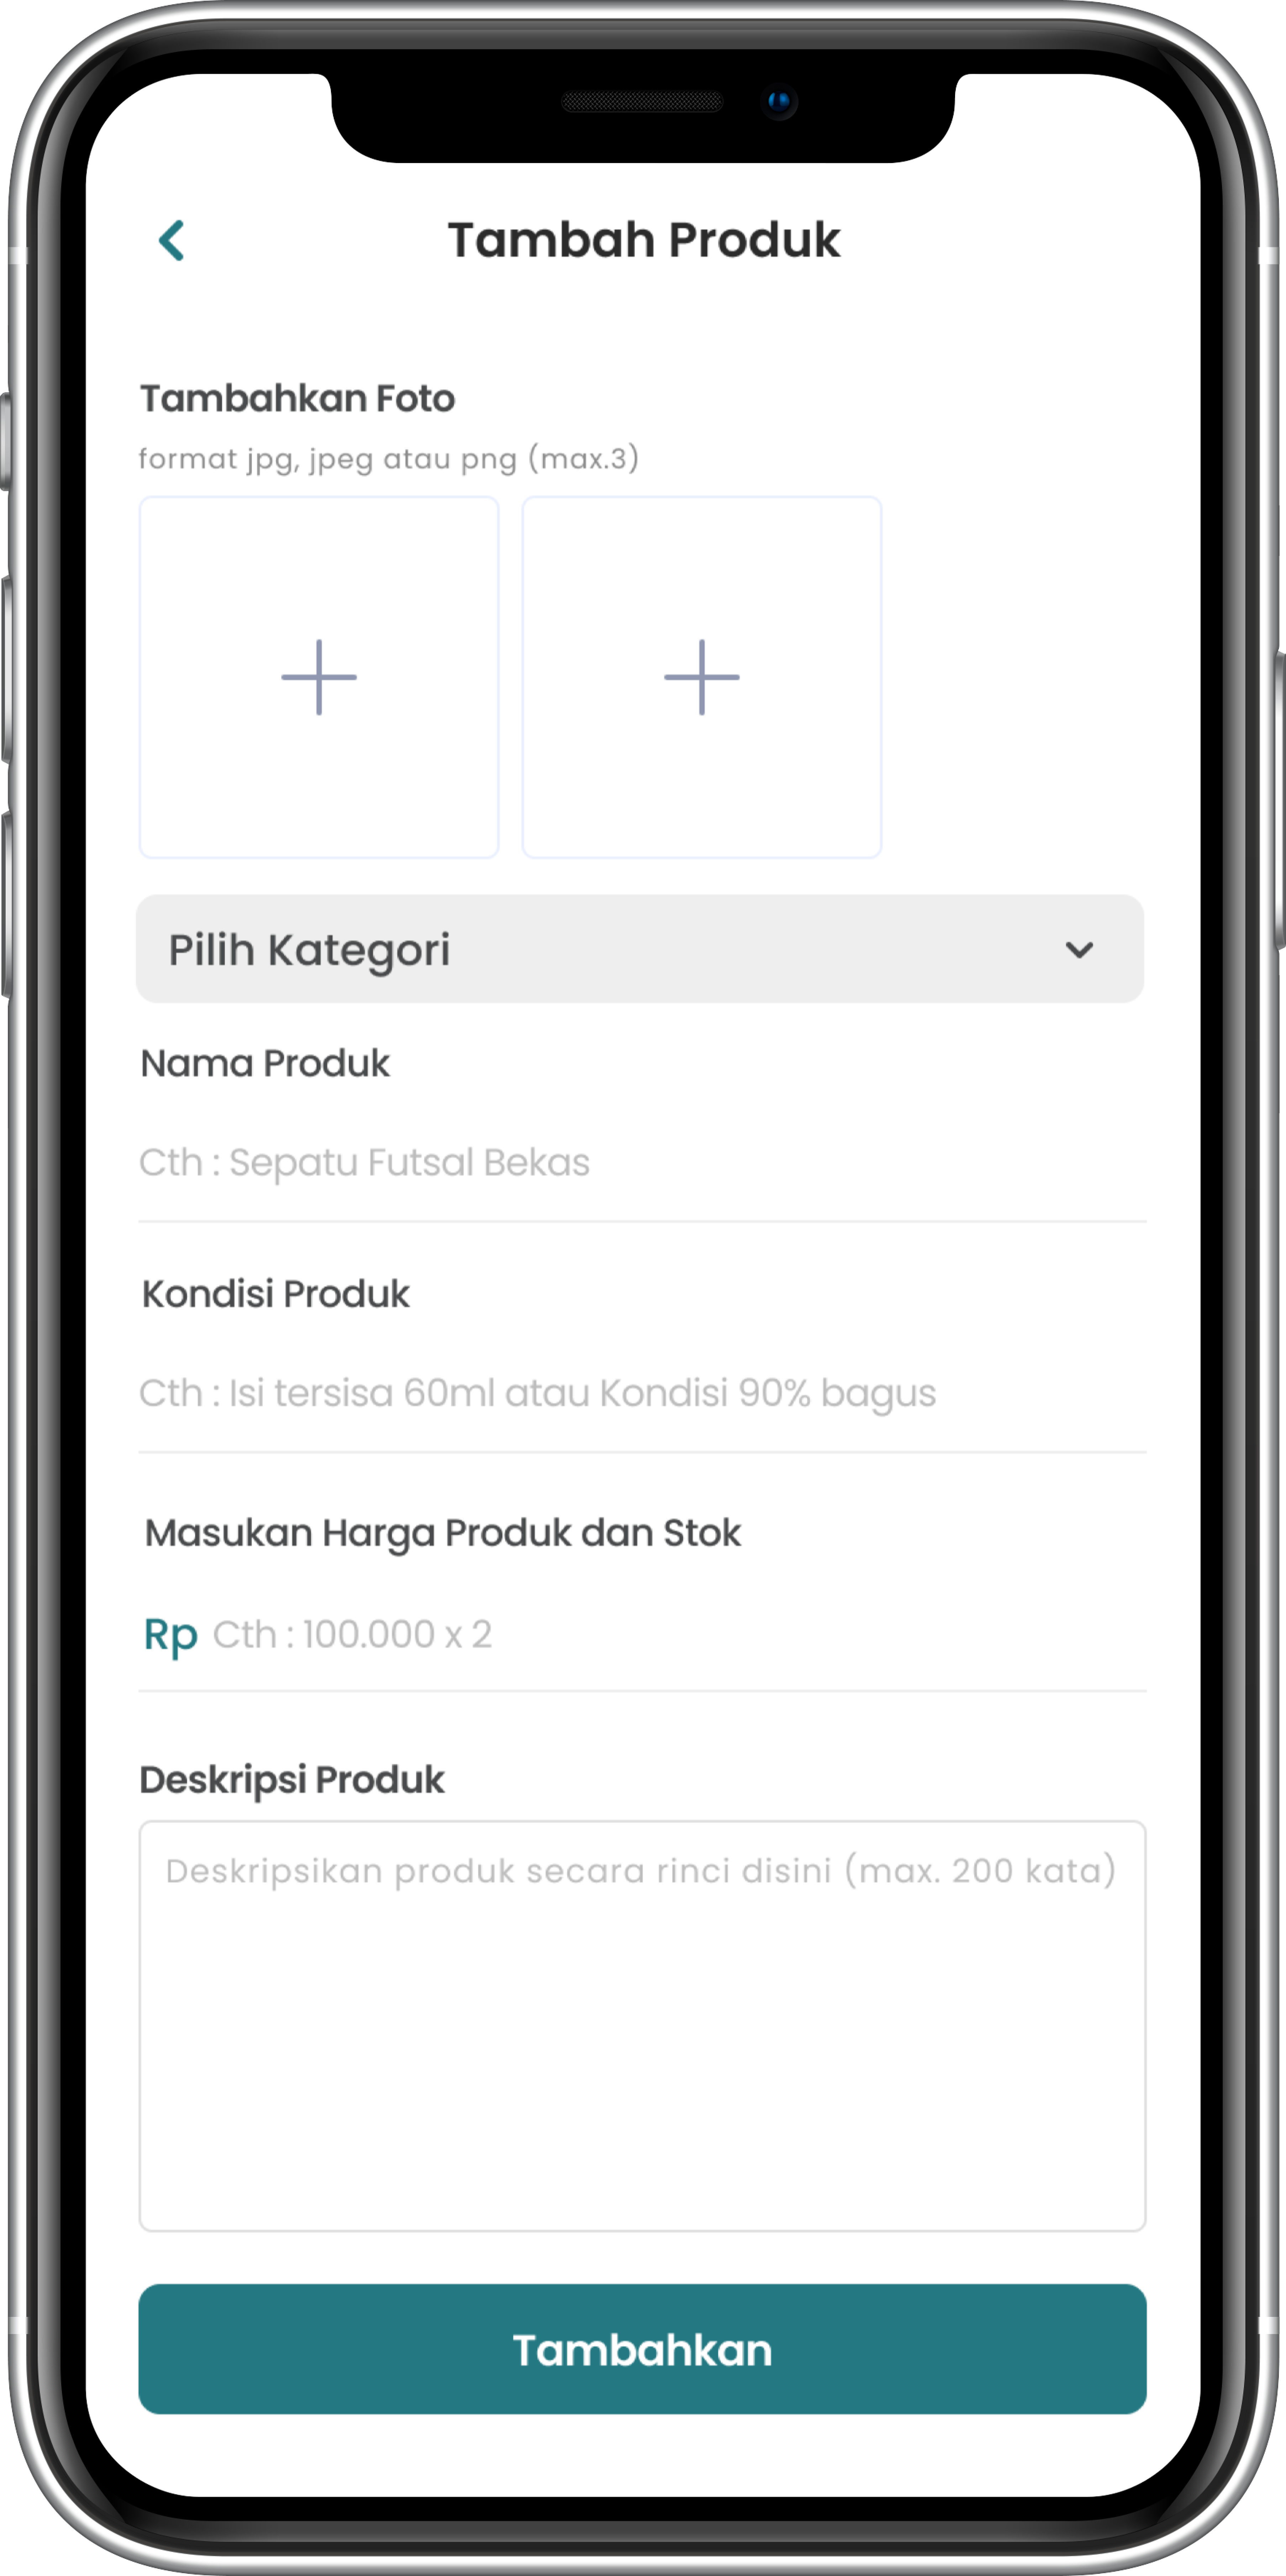 Tambah Produk
Tambahkan Foto
format jpg, jpeg atau png (max.3)
Pilih Kategori
Nama Produk
Cth : Sepatu Futsal Bekas
Kondisi Produk
Cth : Isi tersisa 60ml atau Kondisi 90% bagus
Masukan Harga Produk dan Stok
Rp Cth : 100.000 x 2
Deskripsi Produk
Deskripsikan produk secara rinci disini (max. 200 kata)
Tambahkan